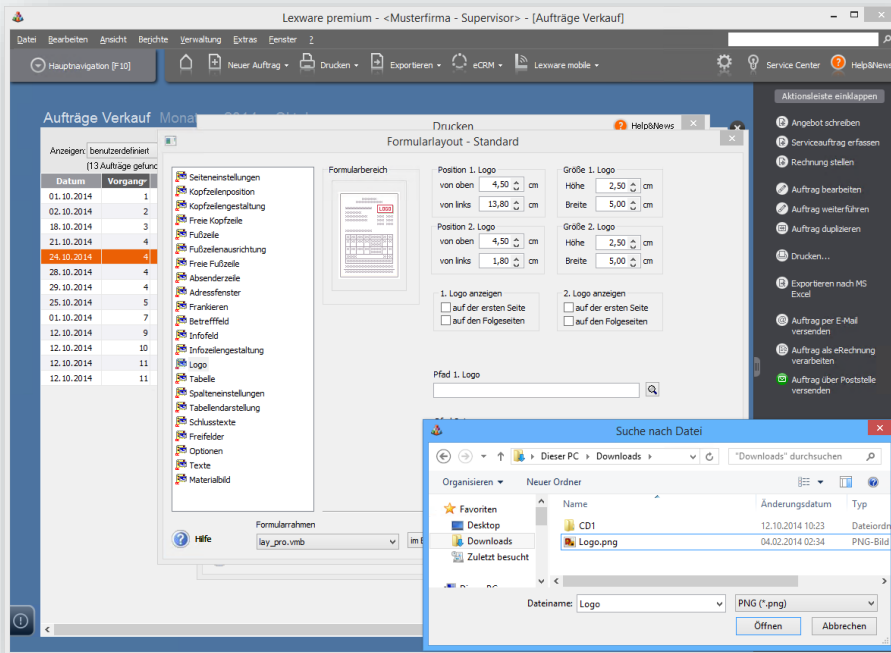 Lexware premium - <Musterfirma - Supervisor> - [Aufträge Verkauf]
Datei Bearbeiten Ansicht Berichte Verwaltung Extras Fenster ?
Hauptnavigation [F10]
Neuer Auftrag
Drucken
Exportieren
eCRM
Lexware mobile
Service Center
Help&News
Aktionsleiste einklappen
Angebot schreiben
Serviceauftrag erfassen
Rechnung stellen
Auftrag bearbeiten
Auftrag weiterführen
Auftrag duplizieren
Drucken...
Exportieren nach MS
Excel
Auftrag per E-Mail
versenden
Auftrag als eRechnung
verarbeiten
Auftrag über Poststelle
versenden
Aufträge Verkauf
Anzeigen: benutzerdefiniert
(13 Aufträge gefunc
Datum Vorgang
01.10.2014 1
02.10.2014 2
18.10.2014 3
21.10.2014 4
24.10.2014 4
28.10.2014 4
29.10.2014 4
25.10.2014 5
01.10.2014 7
12.10.2014 9
12.10.2014 10
12.10.2014 11
12.10.2014 11
Drucken
Help&News
Formularlayout - Standard
Seiteneinstellungen
Kopfzeilenposition
Kopfzeilengestaltung
Freie Kopfzeile
Fußzeile
Fußzeilenausrichtung
Freie Fußzeile
Absenderzeile
Adressfenster
Frankieren
Betrefffeld
Infofeld
Infozeilengestaltung
Logo
Tabelle
Spalteneinstellungen
Tabellendarstellung
Schlusstexte
Freifelder
Optionen
Texte
Materialbild
Formularbereich
LOGO
Position 1. Logo
von oben 4,50 cm
von links 13,80 cm
Größe 1. Logo
Höhe 2,50 cm
Breite 5,00 cm
Position 2. Logo
von oben 4,50 cm
von links 1,80 cm
Größe 2. Logo
Höhe 2,50 cm
Breite 5,00 cm
1. Logo anzeigen
auf der ersten Seite
auf den Folgeseiten
2. Logo anzeigen
auf der ersten Seite
auf den Folgeseiten
Pfad 1. Logo
Hilfe
Formularrahmen
lay_pro.vmb
Suche nach Datei
Dieser PC Downloads
"Downloads" durchsuchen
Organisieren Neuer Ordner
Favoriten
Desktop
Downloads
Zuletzt besucht
Name Änderungsdatum Typ
CD1 12.10.2014 10:23 Dateiordn
Logo.png 04.02.2014 02:34 PNG-Bild
Dateiname: Logo
PNG (*.png)
Öffnen Abbrechen